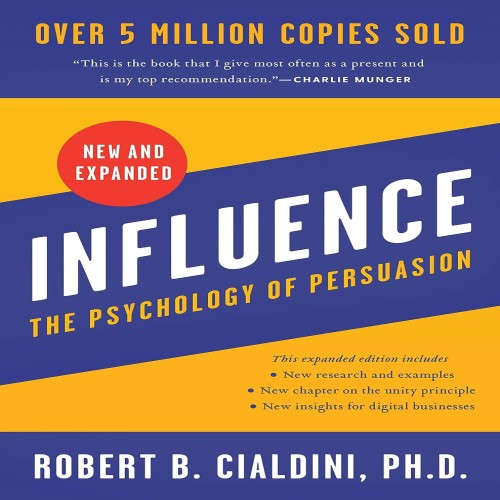 OVER 5 MILLION COPIES SOLD
“This is the book that I give most often as a present and
is my top recommendation.”—CHARLIE MUNGER
NEW AND
EXPANDED
INFLUENCE
THE PSYCHOLOGY OF PERSUASION
This expanded edition includes
• New research and examples
• New chapter on the unity principle
• New insights for digital businesses
ROBERT B. CIALDINI, PH.D.